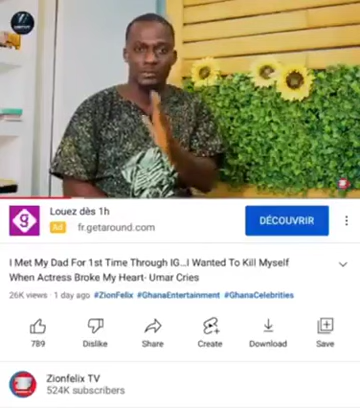 Louez dès 1h
Ad fr.getaround.com
DÉCOUVRIR
I Met My Dad For 1st Time Through IG...I Wanted To Kill Myself
When Actress Broke My Heart- Umar Cries
26K views · 1 day ago #ZionFelix #GhanaEntertainment #GhanaCelebrities
789
Dislike
Share
Create
Download
Save
Zionfelix TV
524K subscribers